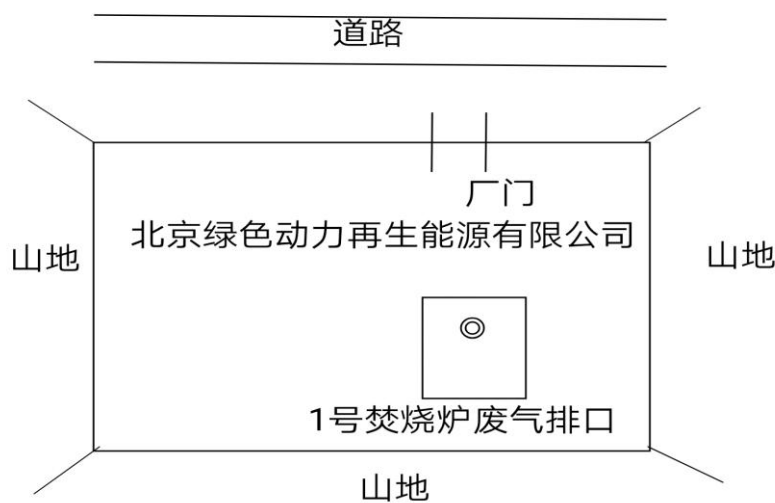 道路
厂门
北京绿色动力再生能源有限公司
山地
山地
1号焚烧炉废气排口
山地